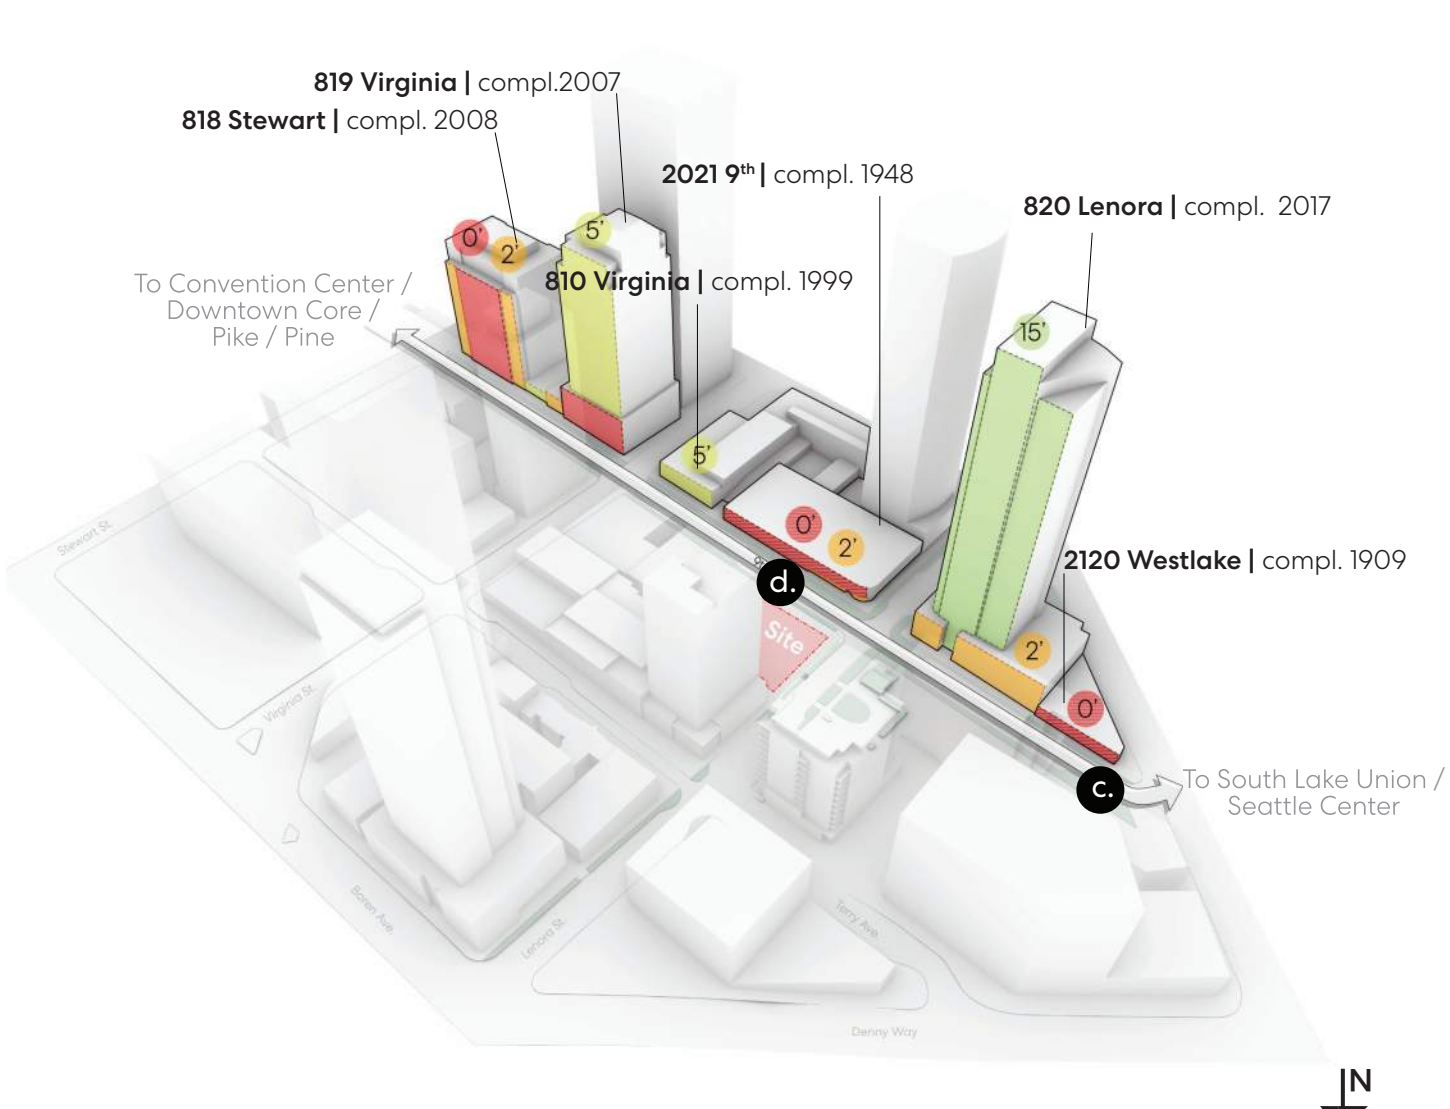 819 Virginia | compl.2007
818 Stewart | compl. 2008
2021 9th | compl. 1948
820 Lenora | compl. 2017
0'
2'
5'
810 Virginia | compl. 1999
To Convention Center /
Downtown Core /
Pike / Pine
15'
5'
0'
2'
2120 Westlake | compl. 1909
Stewart St.
d.
Site
2'
0'
Virginia St.
c.
To South Lake Union /
Seattle Center
Boren Ave.
Lenora St.
Terry Ave.
Denny Way
N